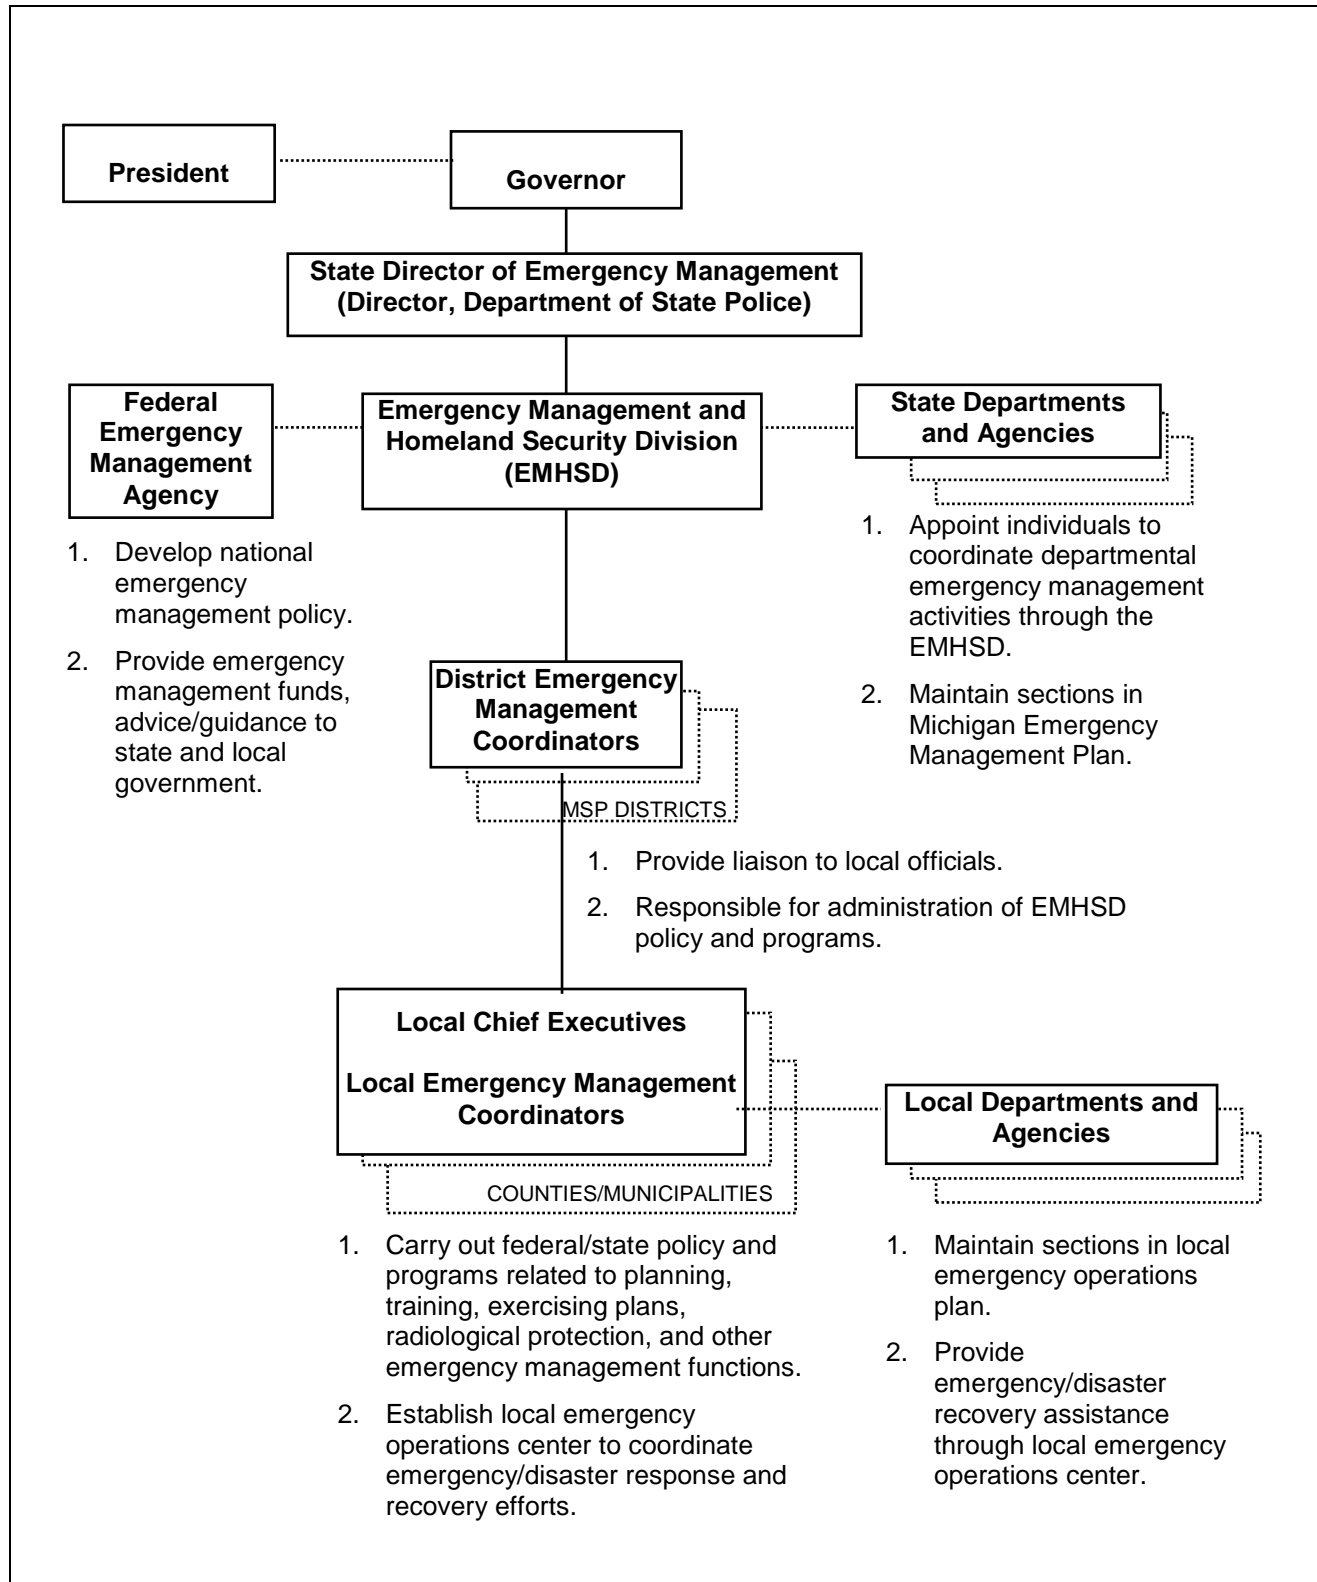 President
Governor
State Director of Emergency Management
(Director, Department of State Police)
Federal
Emergency
Management
Agency
Emergency Management and
Homeland Security Division
(EMHSD)
State Departments
and Agencies
1. Develop national
emergency
management policy.
2. Provide emergency
management funds,
advice/guidance to
state and local
government.
1. Appoint individuals to
coordinate departmental
emergency management
activities through the
EMHSD.
2. Maintain sections in
Michigan Emergency
Management Plan.
District Emergency
Management
Coordinators
MSP DISTRICTS
1. Provide liaison to local officials.
2. Responsible for administration of EMHSD
policy and programs.
Local Chief Executives
Local Emergency Management
Coordinators
COUNTIES/MUNICIPALITIES
Local Departments and
Agencies
1. Carry out federal/state policy and
programs related to planning,
training, exercising plans,
radiological protection, and other
emergency management functions.
2. Establish local emergency
operations center to coordinate
emergency/disaster response and
recovery efforts.
1. Maintain sections in local
emergency operations
plan.
2. Provide
emergency/disaster
recovery assistance
through local emergency
operations center.